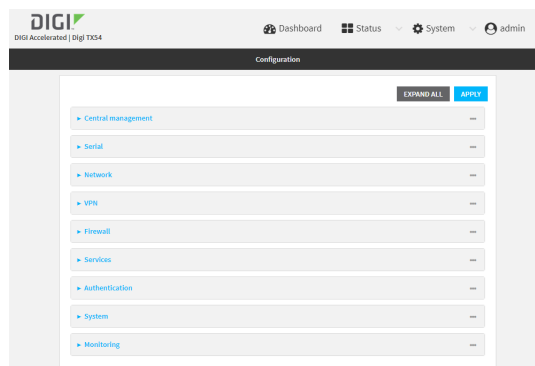 DIGI
DIGI Accelerated | Digi TX54
Dashboard Status System admin
Configuration
EXPAND ALL APPLY
Central management
Serial
Network
VPN
Firewall
Services
Authentication
System
Monitoring